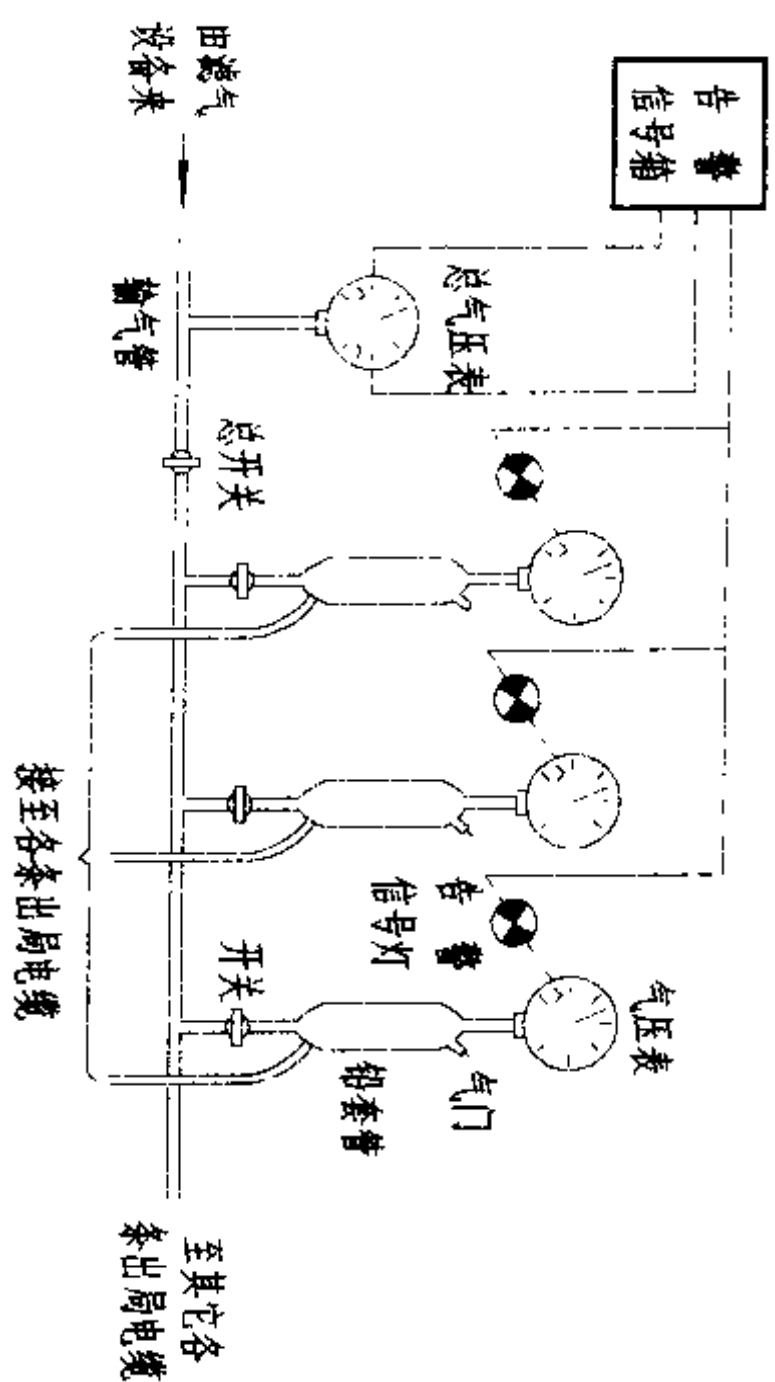 告警
信号箱
由滤气
设备来
总气压表
输气管
总开关
告警
信号灯
气压表
气门
铅套管
开关
接至各条出局电缆
至其它各
条出局电缆